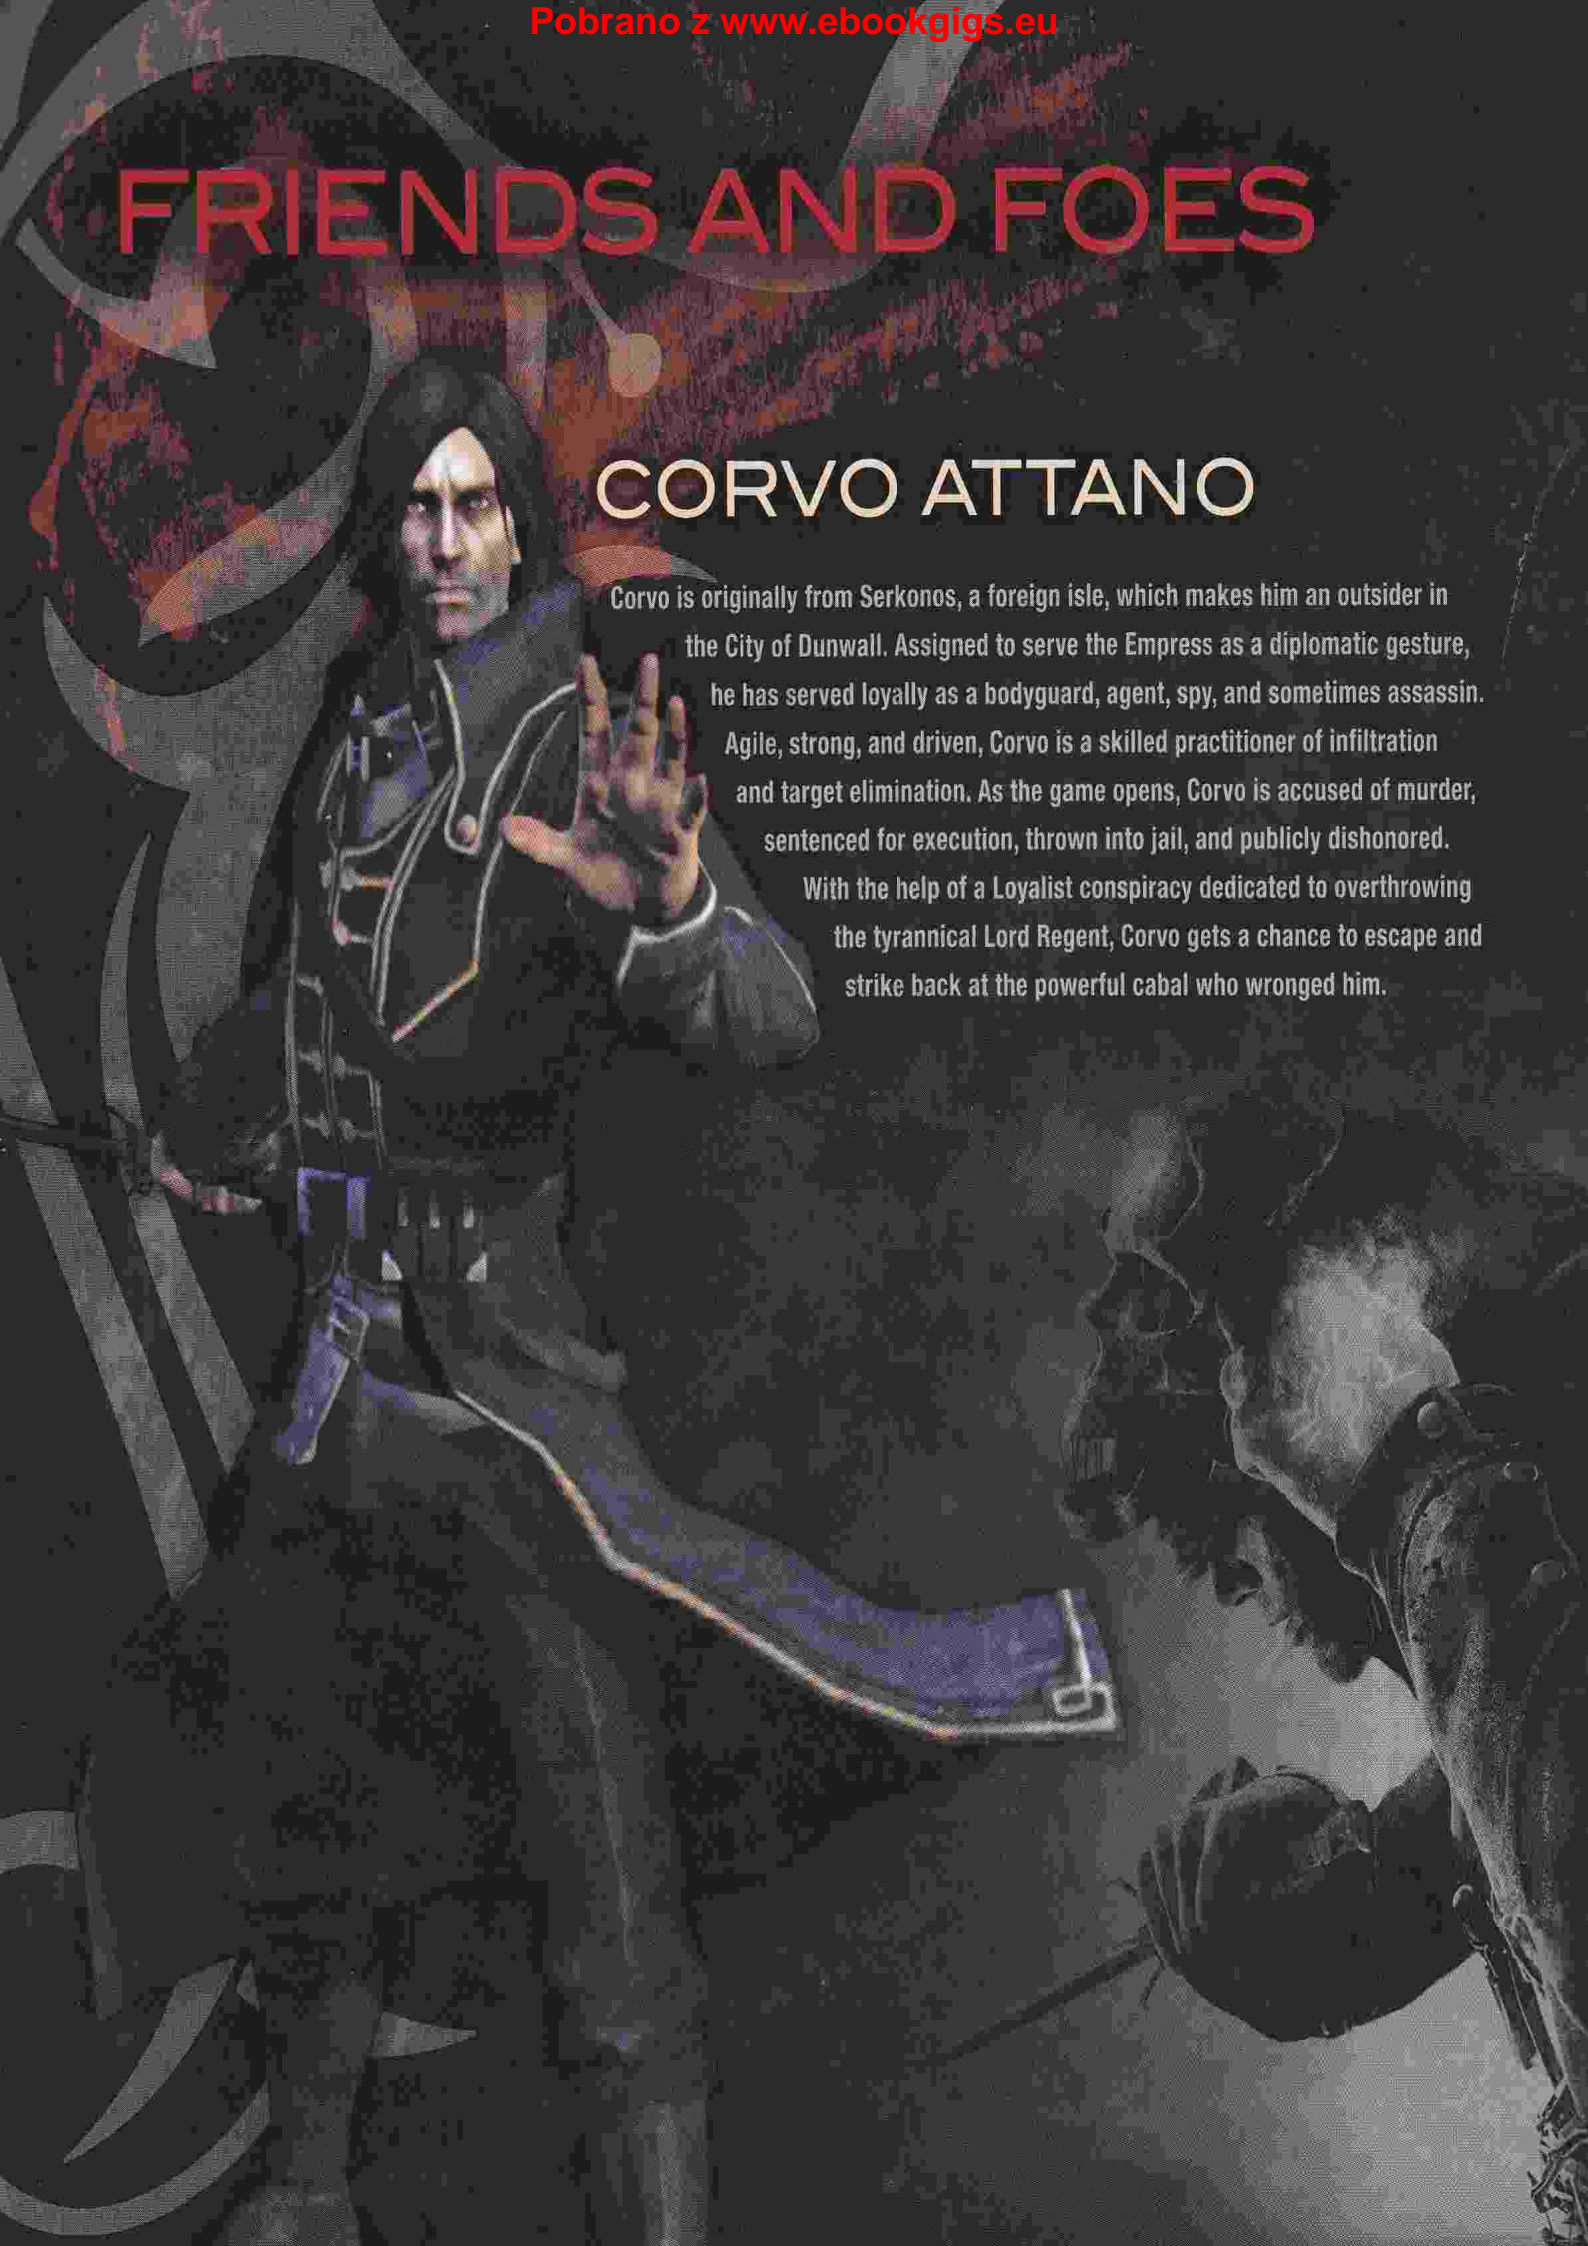 Pobrano z www.ebookgigs.eu
FRIENDS AND FOES
CORVO ATTANO
Corvo is originally from Serkonos, a foreign isle, which makes him an outsider in
the City of Dunwall. Assigned to serve the Empress as a diplomatic gesture,
he has served loyally as a bodyguard, agent, spy, and sometimes assassin.
Agile, strong, and driven, Corvo is a skilled practitioner of infiltration
and target elimination. As the game opens, Corvo is accused of murder,
sentenced for execution, thrown into jail, and publicly dishonored.
With the help of a Loyalist conspiracy dedicated to overthrowing
the tyrannical Lord Regent, Corvo gets a chance to escape and
strike back at the powerful cabal who wronged him.